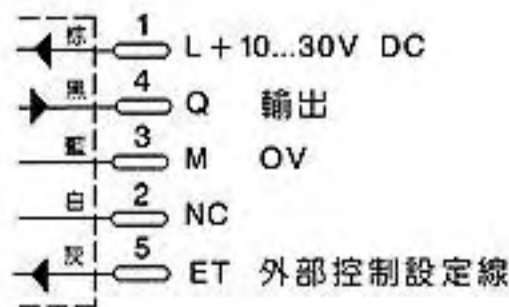 棕 1 L + 10...30V DC
黑 4 Q 輸出
藍 3 M 0V
白 2 NC
灰 5 ET 外部控制設定線